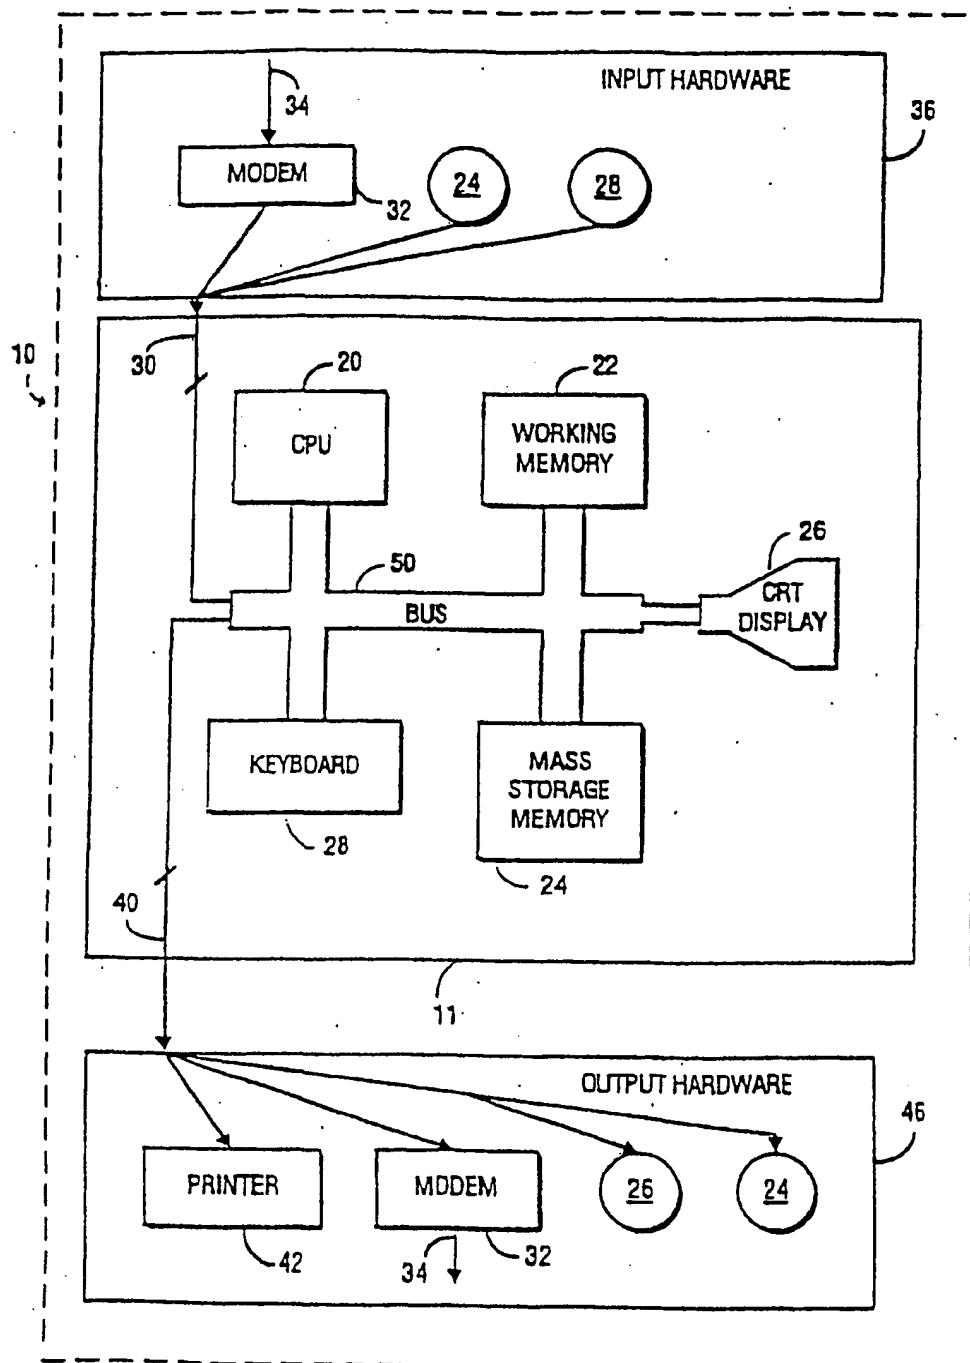 INPUT HARDWARE
34
36
MODEM
32
24
28
10
30
20
22
CPU
WORKING
MEMORY
50
26
BUS
CRT
DISPLAY
KEYBOARD
MASS
STORAGE
MEMORY
28
24
40
11
OUTPUT HARDWARE
46
PRINTER
MODEM
26
24
42
34
32